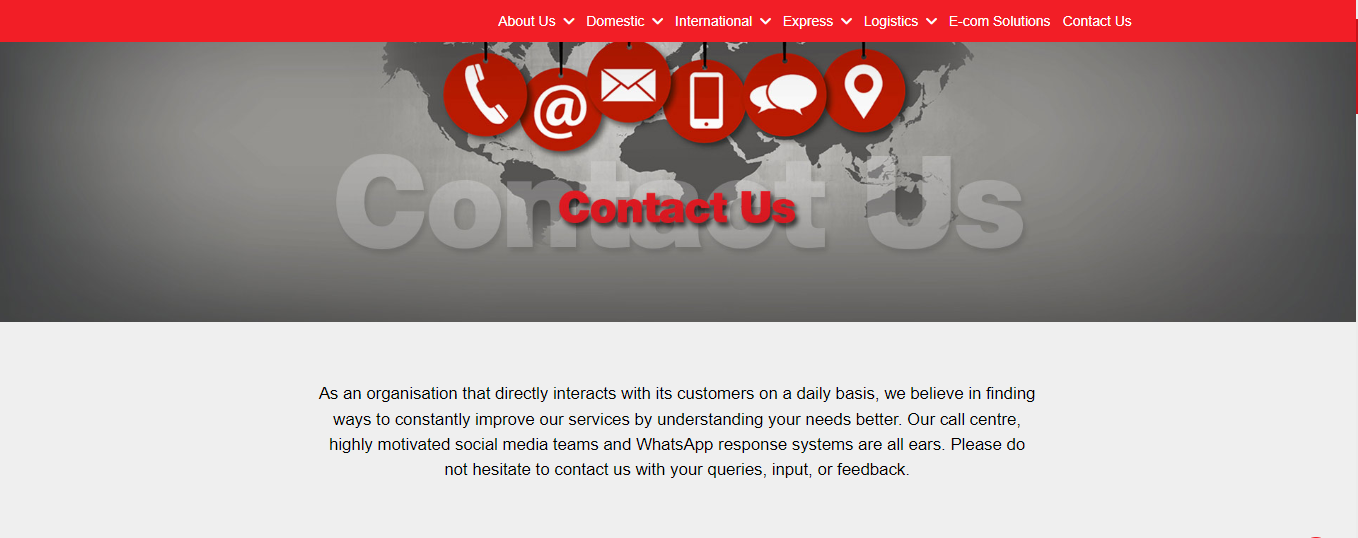 About Us Domestic International Express Logistics E-com Solutions Contact Us
@
Contact Us
Contact Us
As an organisation that directly interacts with its customers on a daily basis, we believe in finding
ways to constantly improve our services by understanding your needs better. Our call centre,
highly motivated social media teams and WhatsApp response systems are all ears. Please do
not hesitate to contact us with your queries, input, or feedback.